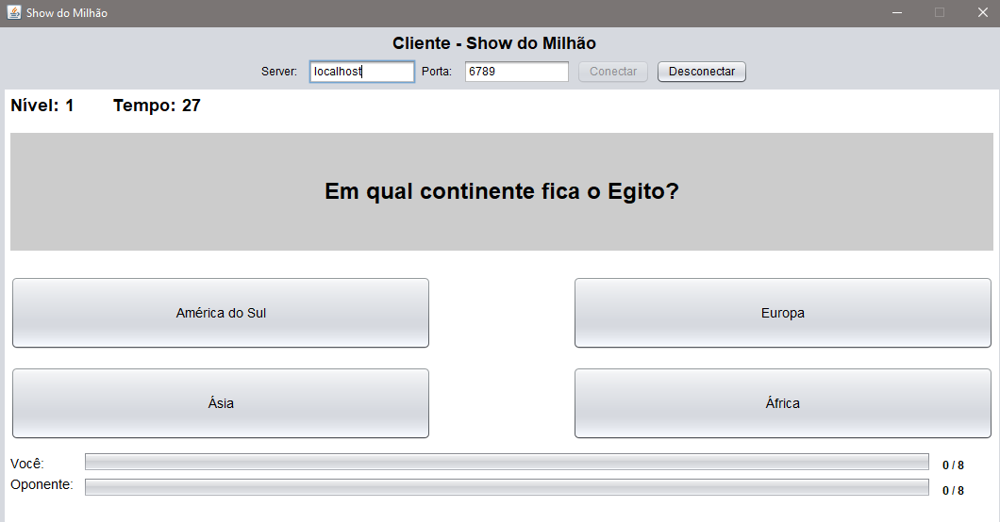 Show do Milhão
Cliente - Show do Milhão
Server: localhost Porta: 6789 Conectar Desconectar
Nível: 1 Tempo: 27
Em qual continente fica o Egito?
América do Sul Europa
Ásia África
Você: 0 / 8
Oponente: 0 / 8